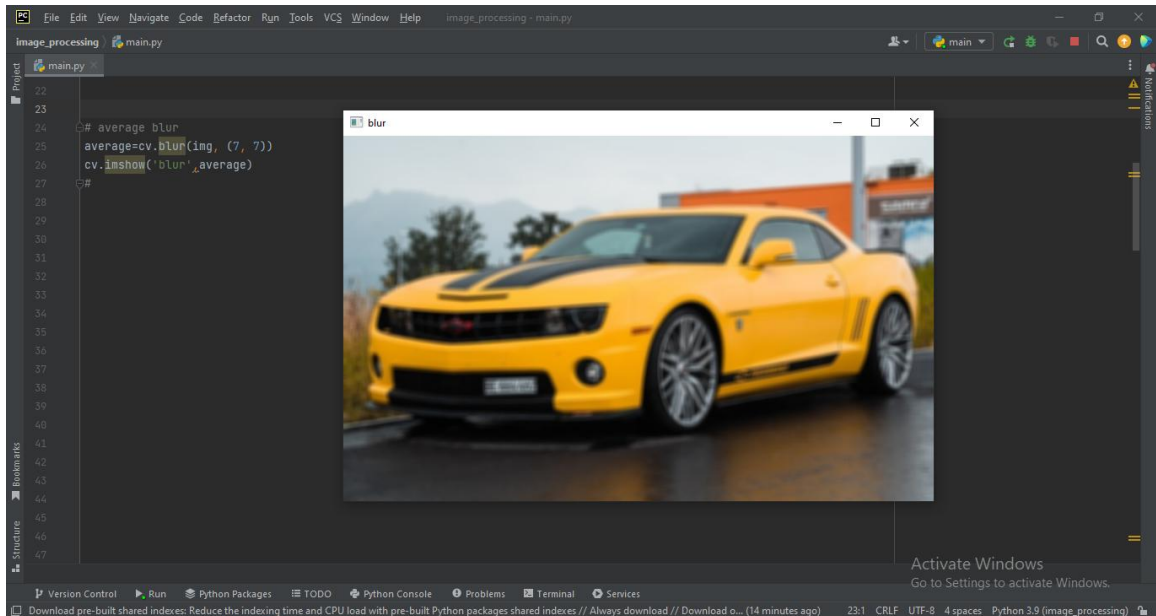 PC File Edit View Navigate Code Refactor Run Tools VCS Window Help image_processing - main.py
image_processing main.py main
Project
main.py
Notifications
22
23
24 # average blur
25 average=cv.blur(img, (7, 7))
26 cv.imshow('blur',average)
27 #
28
29
30
31
32
33
34
35
36
37
38
39
40
41
42
43
44
45
46
47
blur
Bookmarks
Structure
Activate Windows
Go to Settings to activate Windows.
Version Control Run Python Packages TODO Python Console Problems Terminal Services
Download pre-built shared indexes: Reduce the indexing time and CPU load with pre-built Python packages shared indexes // Always download // Download o... (14 minutes ago) 23:1 CRLF UTF-8 4 spaces Python 3.9 (image_processing)